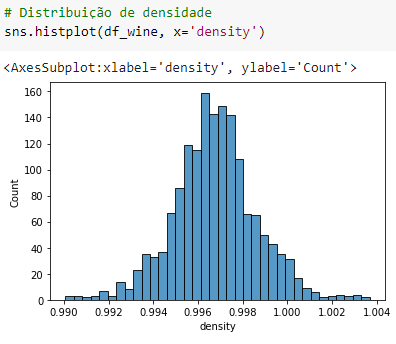 # Distribuição de densidade
sns.histplot(df_wine, x='density')
<AxesSubplot:xlabel='density', ylabel='Count'>
160
140
120
100
80
60
40
20
0
Count
0.990 0.992 0.994 0.996 0.998 1.000 1.002 1.004
density